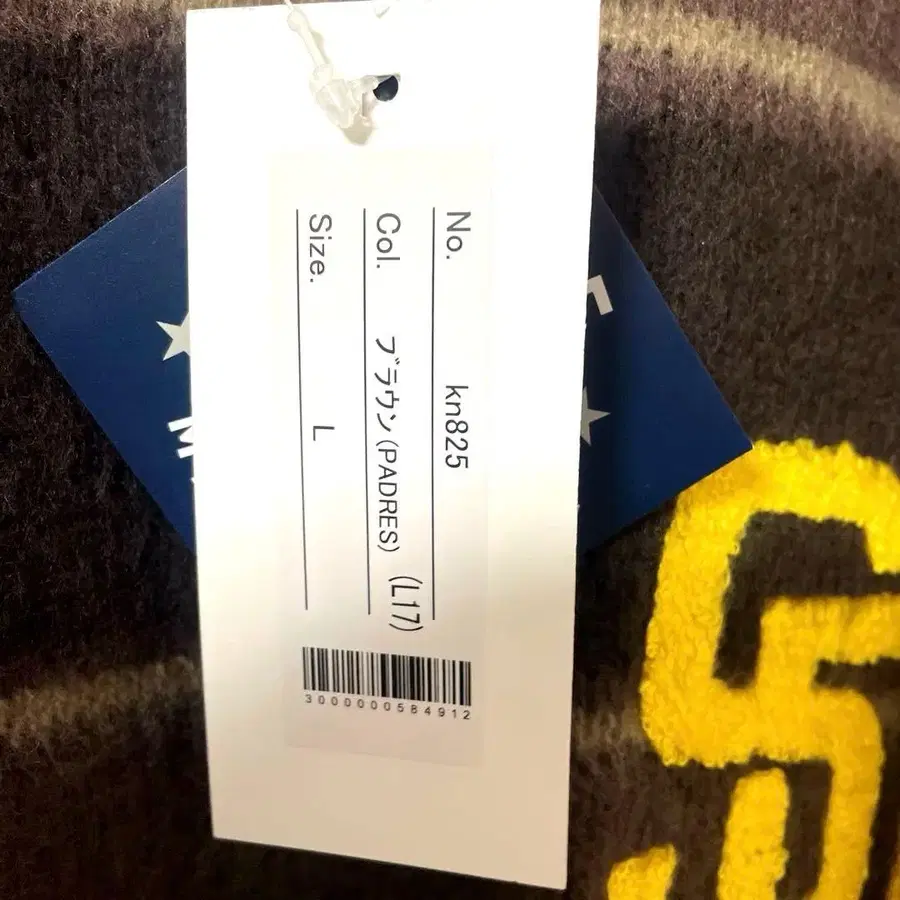 No. kn825
Col. ブラウン(PADRES) (L17)
Size. L
3000000584912